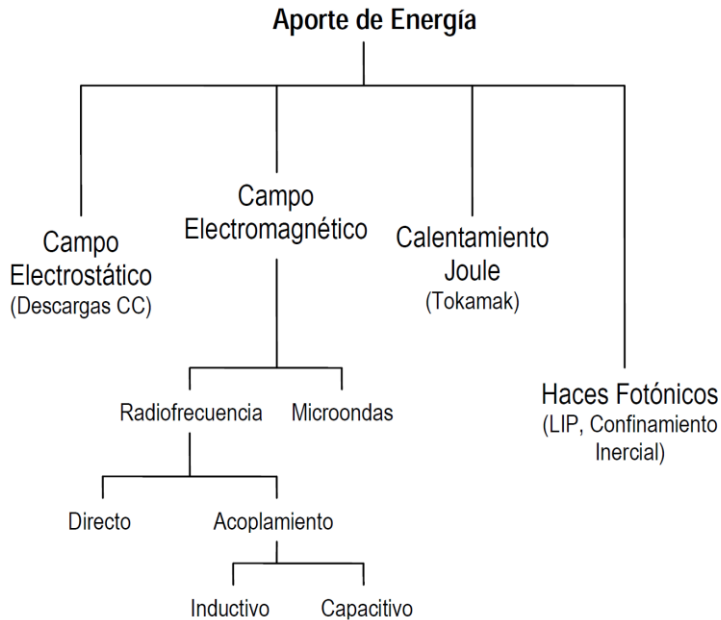 Aporte de Energía
Campo
Electromagnético
Campo
Electrostático
(Descargas CC)
Calentamiento
Joule
(Tokamak)
Haces Fotónicos
(LIP, Confinamiento
Inercial)
Radiofrecuencia
Microondas
Directo
Acoplamiento
Inductivo
Capacitivo